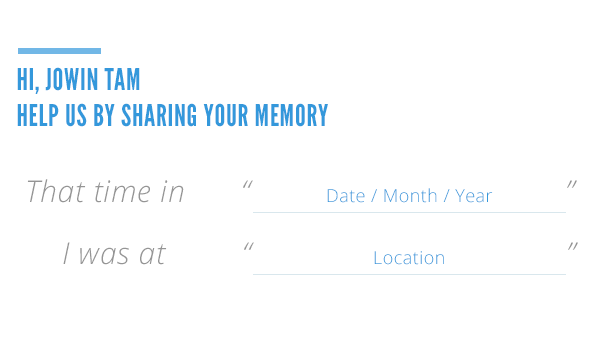 HI, JOWIN TAM
HELP US BY SHARING YOUR MEMORY
That time in “ Date / Month / Year ”
I was at “ Location ”